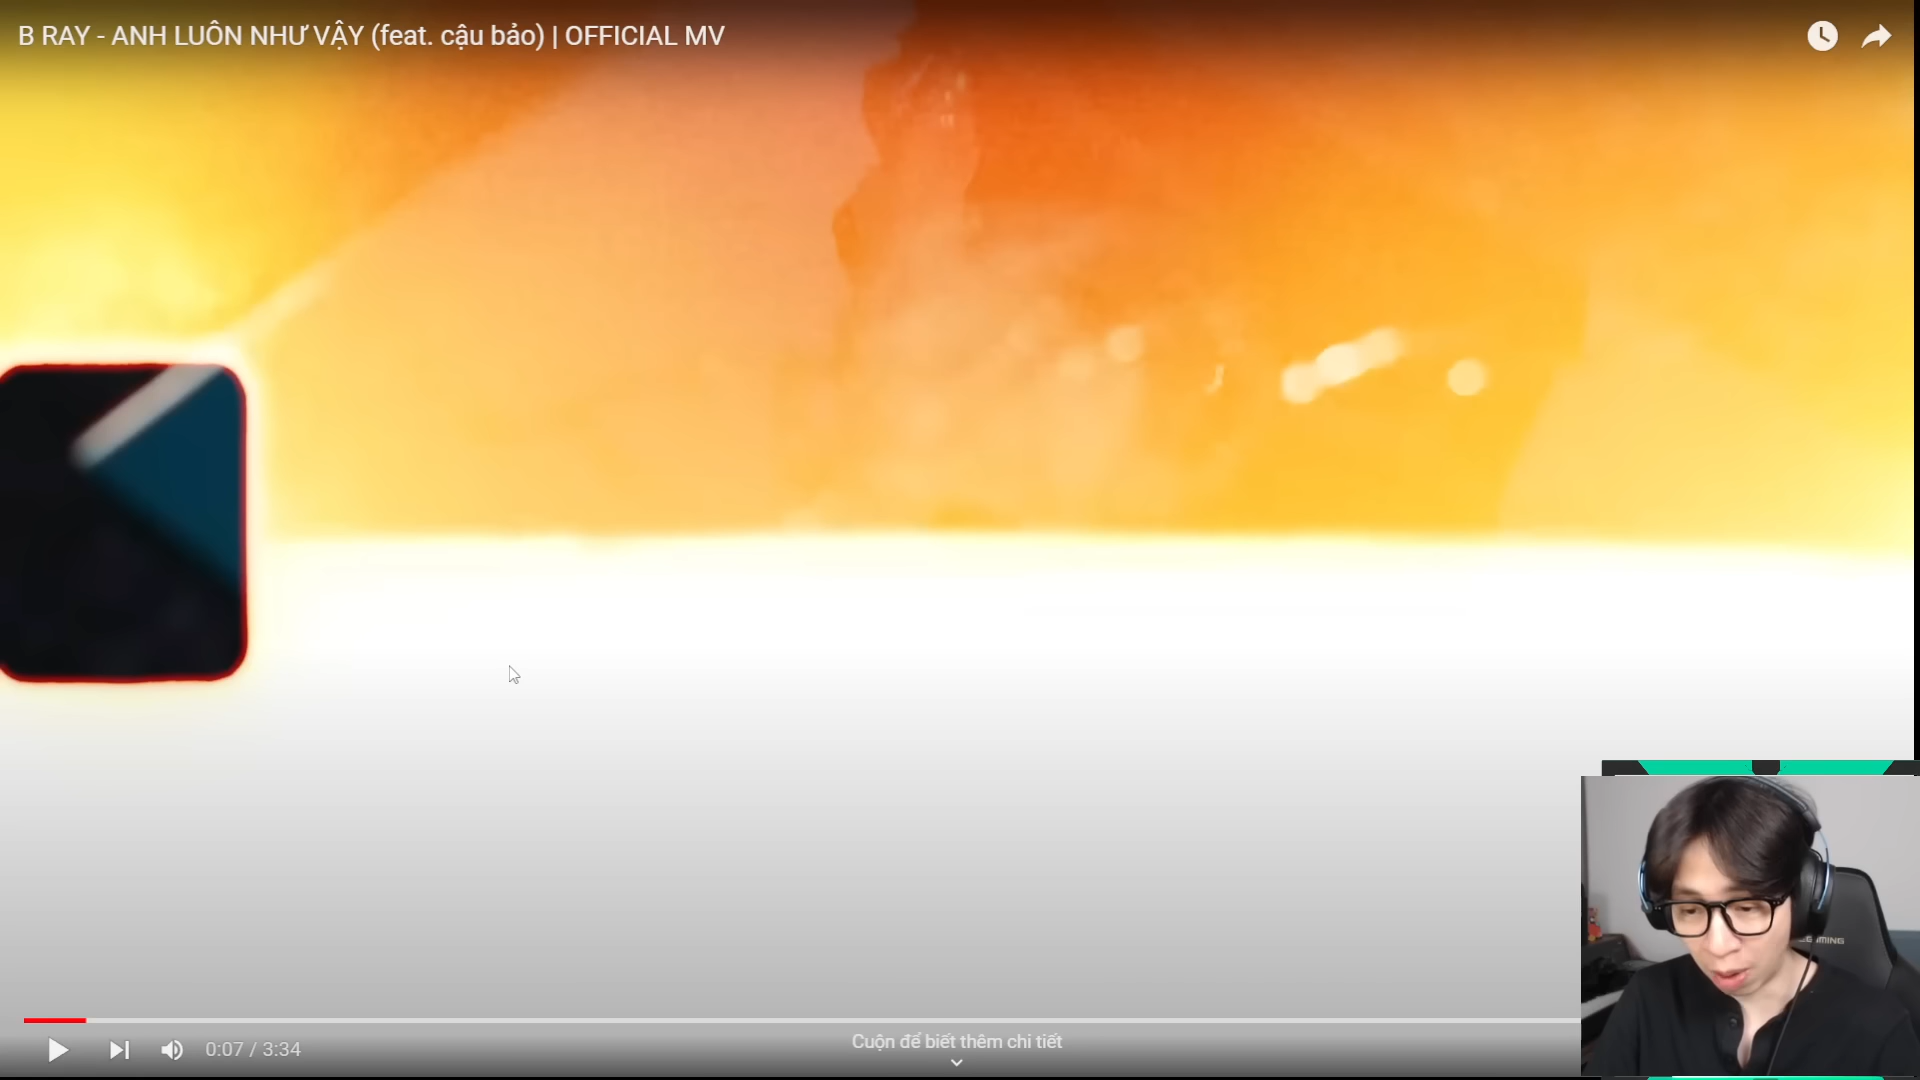 B RAY - ANH LUÔN NHƯ VẬY (feat. cậu bảo) | OFFICIAL MV
GAMING
0:07 / 3:34
Cuộn để biết thêm chi tiết